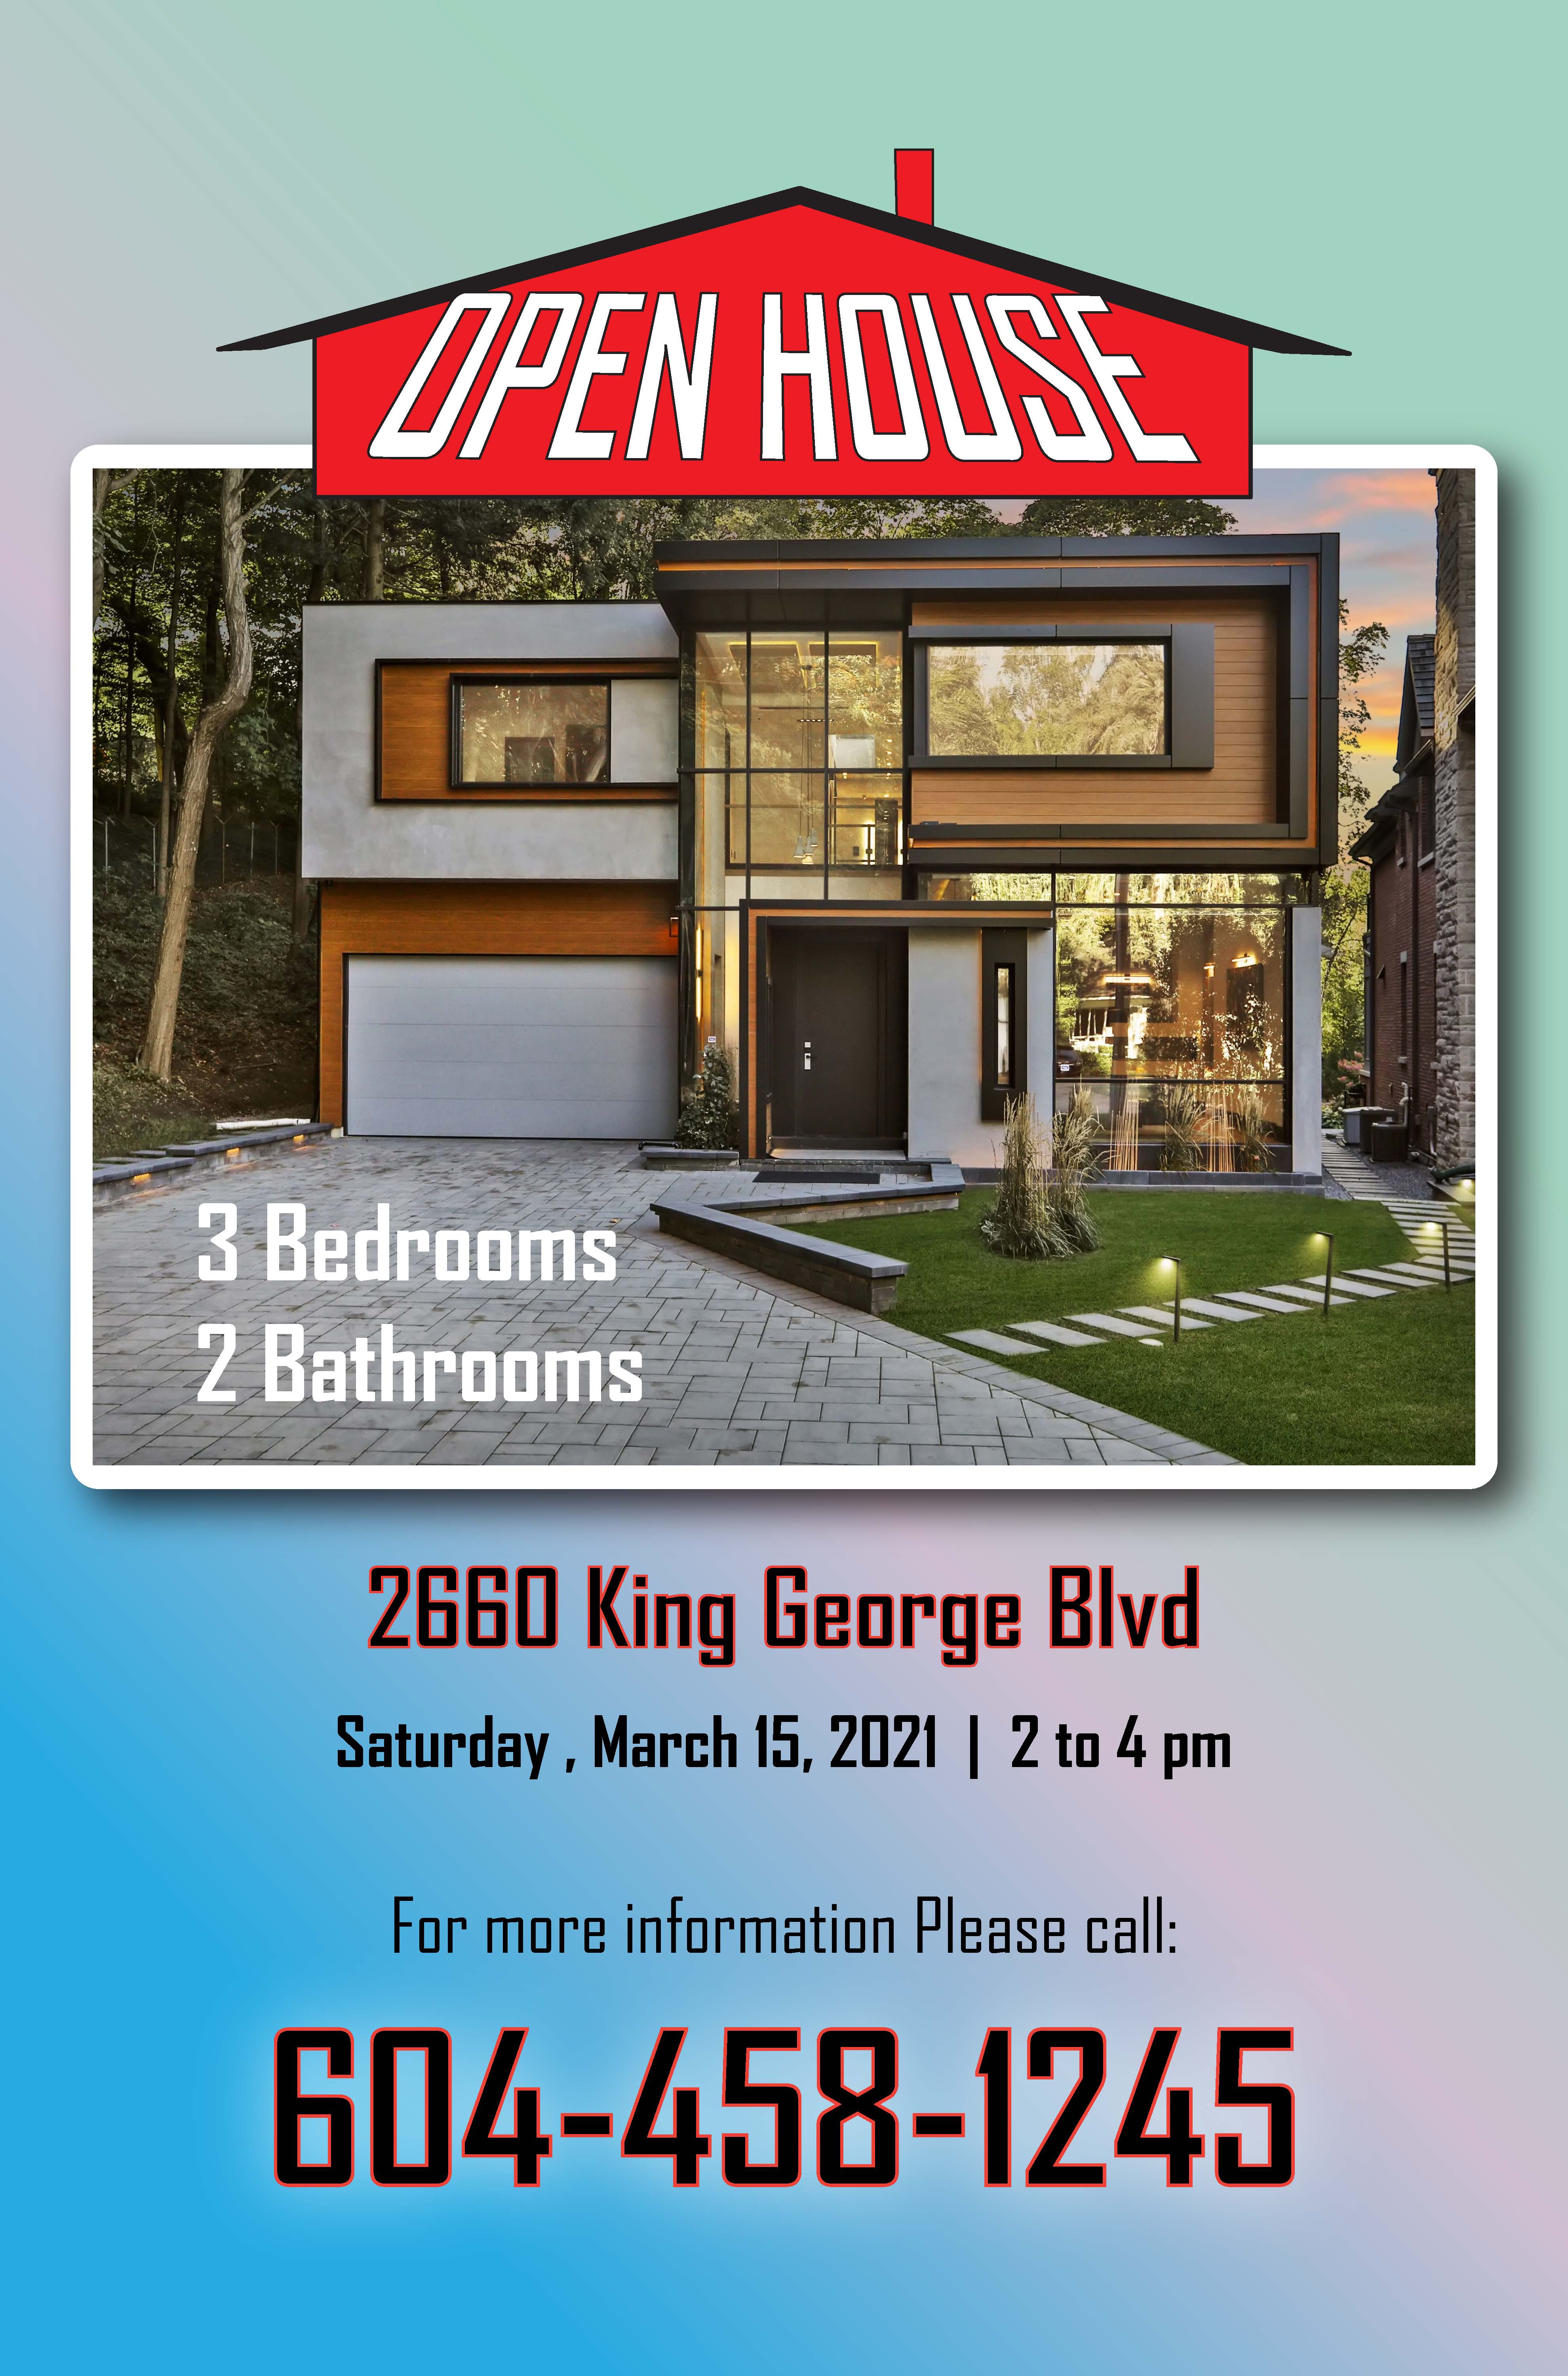 OPEN HOUSE
3 Bedrooms
2 Bathrooms
2660 King George Blvd
Saturday , March 15, 2021 | 2 to 4 pm
For more information Please call:
604-458-1245